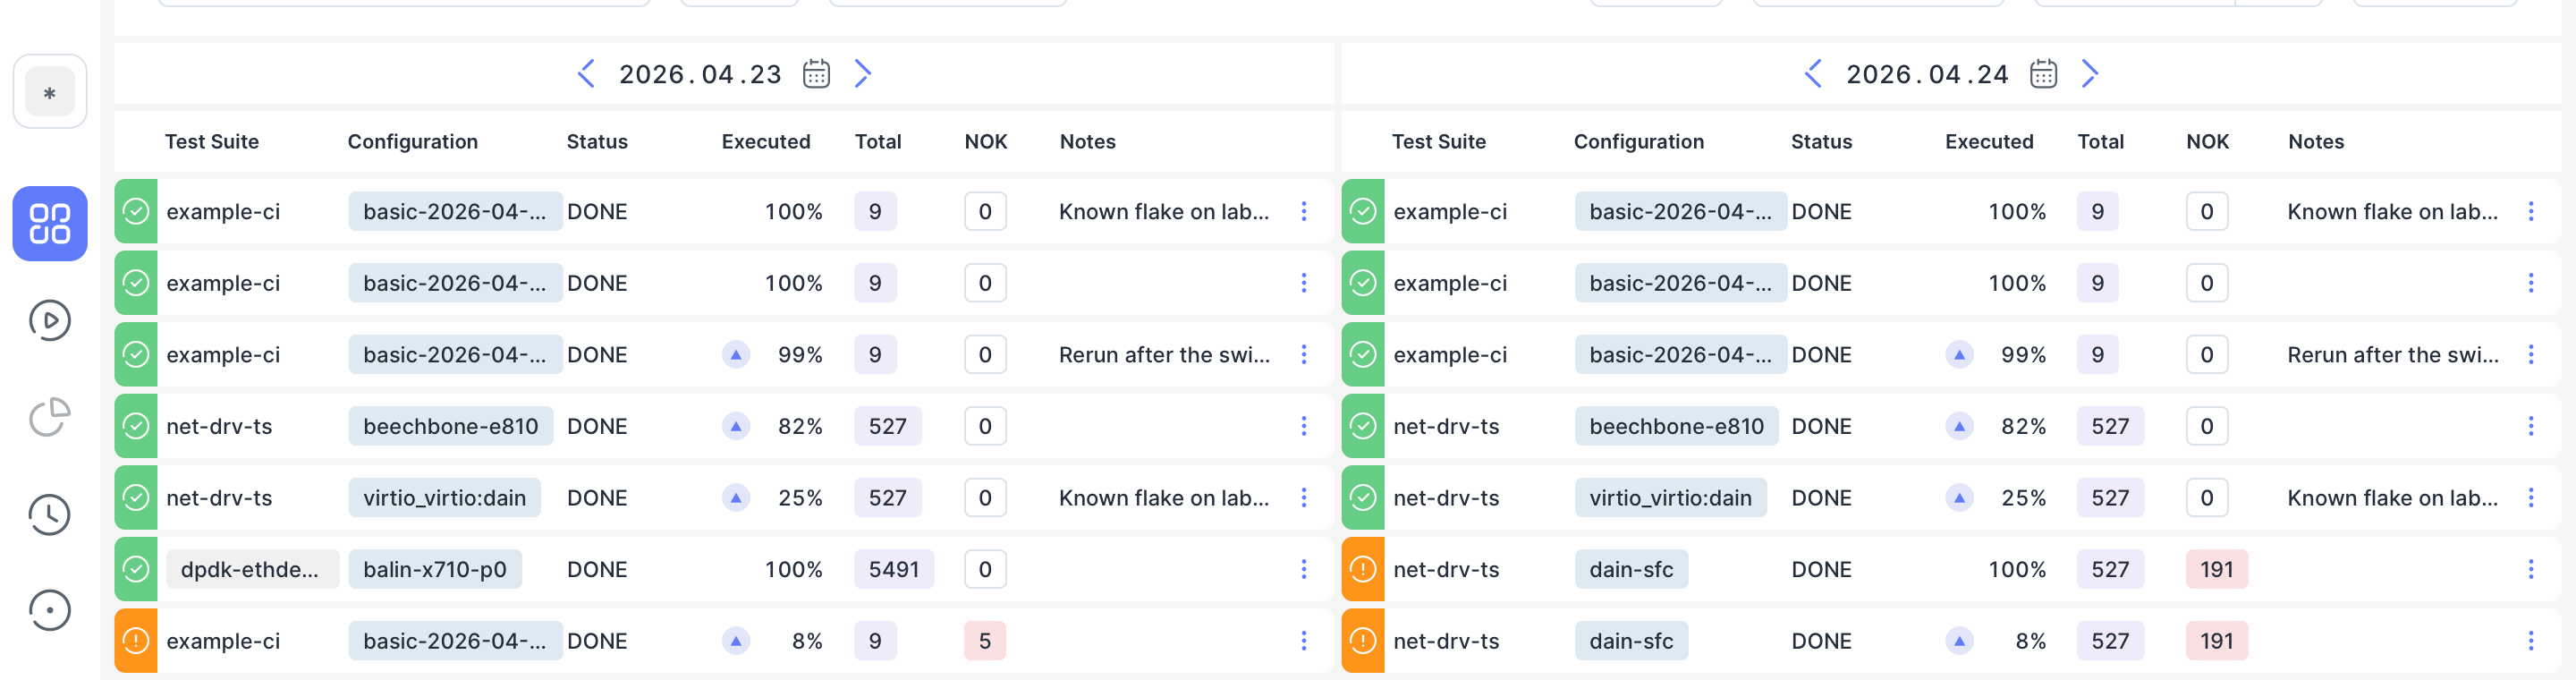 *
2026.04.23
Test Suite Configuration Status Executed Total NOK Notes
example-ci basic-2026-04-... DONE 100% 9 0 Known flake on lab...
example-ci basic-2026-04-... DONE 100% 9 0
example-ci basic-2026-04-... DONE 99% 9 0 Rerun after the swi...
net-drv-ts beechbone-e810 DONE 82% 527 0
net-drv-ts virtio_virtio:dain DONE 25% 527 0 Known flake on lab...
dpdk-ethde... balin-x710-p0 DONE 100% 5491 0
example-ci basic-2026-04-... DONE 8% 9 5
2026.04.24
Test Suite Configuration Status Executed Total NOK Notes
example-ci basic-2026-04-... DONE 100% 9 0 Known flake on lab...
example-ci basic-2026-04-... DONE 100% 9 0
example-ci basic-2026-04-... DONE 99% 9 0 Rerun after the swi...
net-drv-ts beechbone-e810 DONE 82% 527 0
net-drv-ts virtio_virtio:dain DONE 25% 527 0 Known flake on lab...
net-drv-ts dain-sfc DONE 100% 527 191
net-drv-ts dain-sfc DONE 8% 527 191